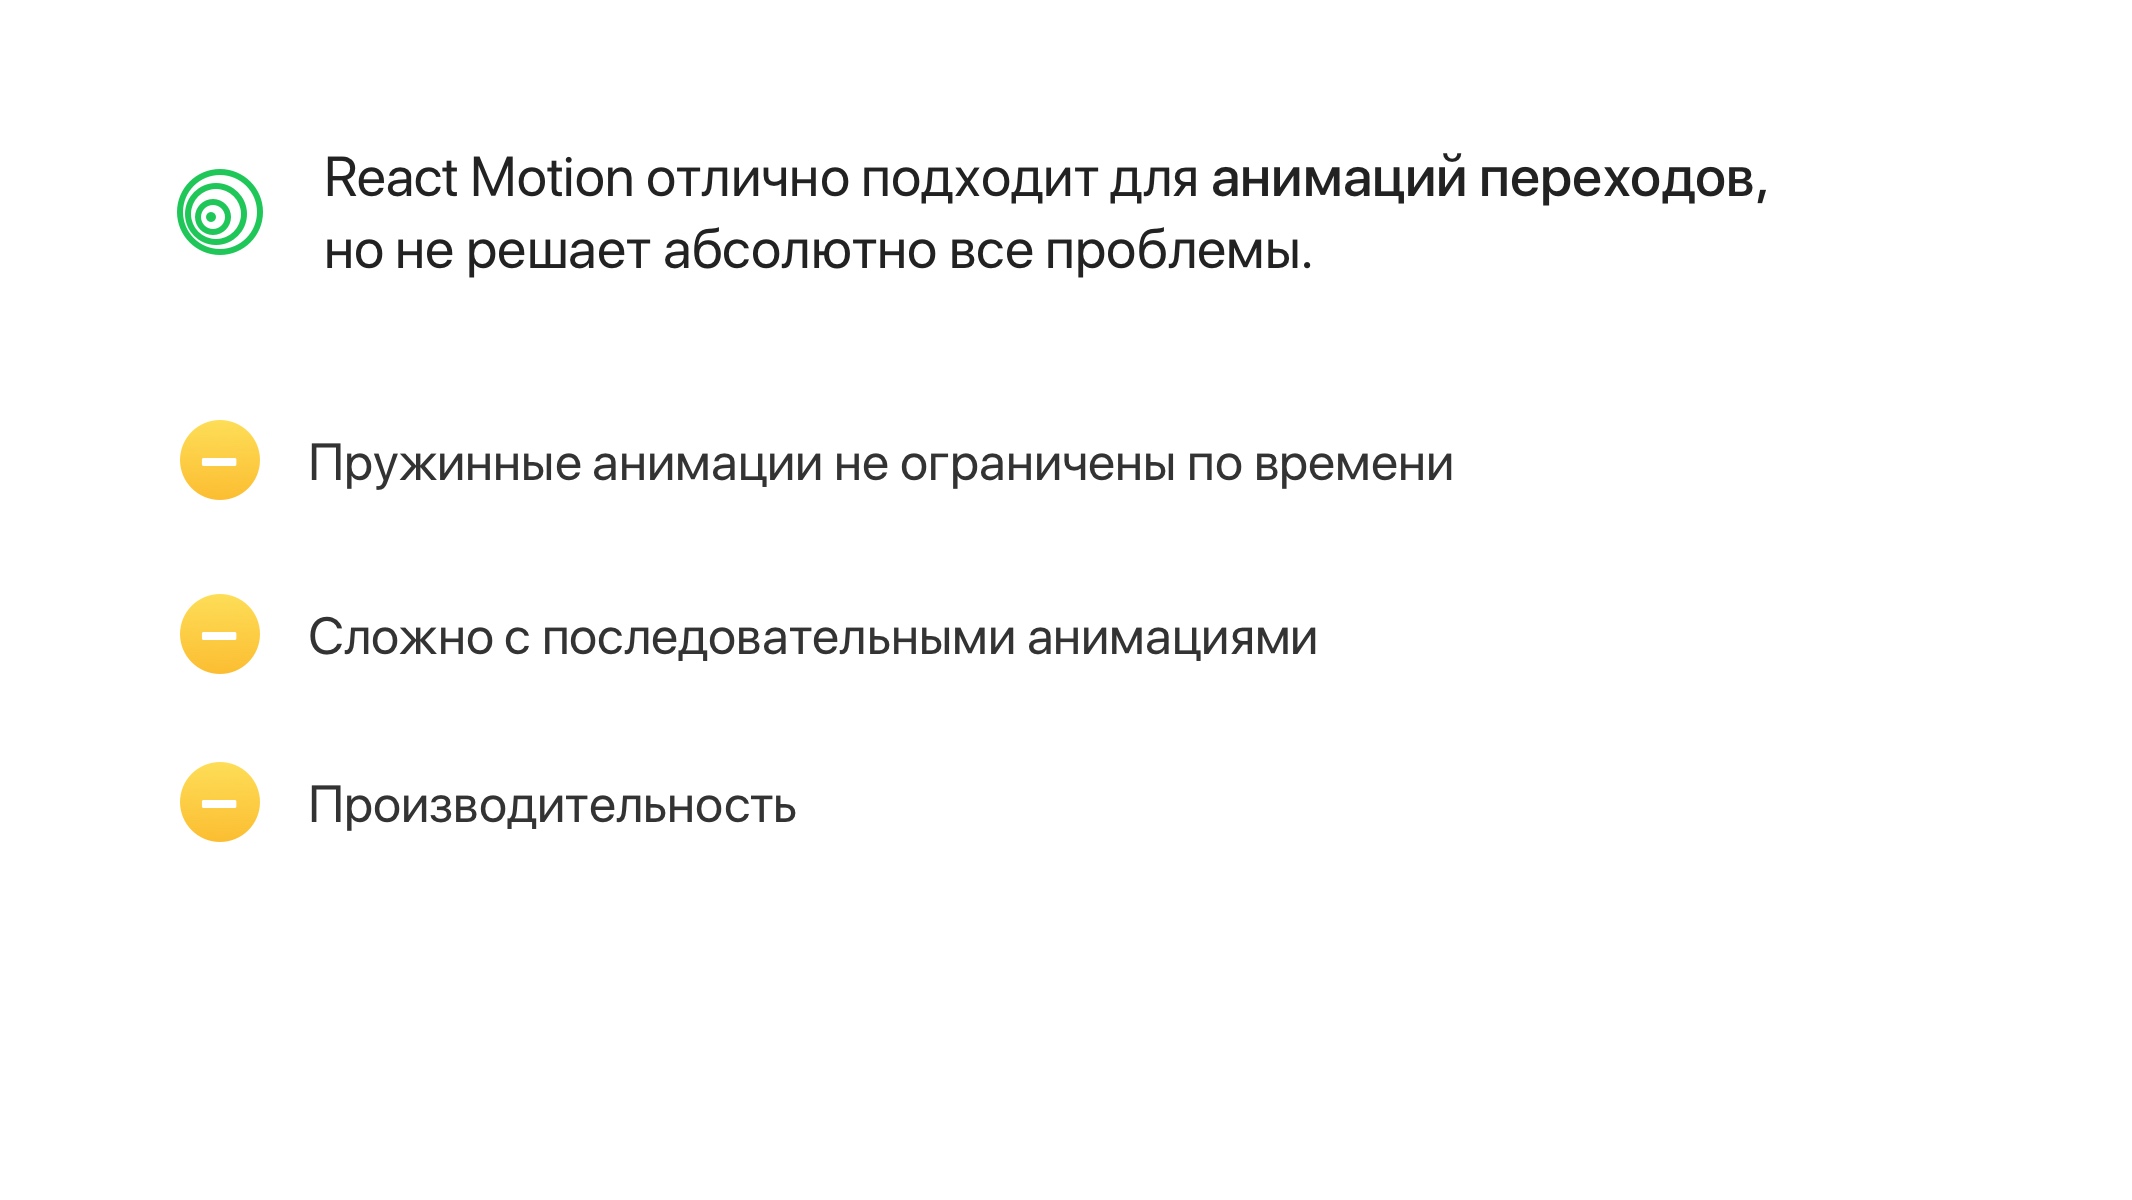 React Motion отлично подходит для анимаций переходов,
но не решает абсолютно все проблемы.
Пружинные анимации не ограничены по времени
Сложно с последовательными анимациями
Производительность